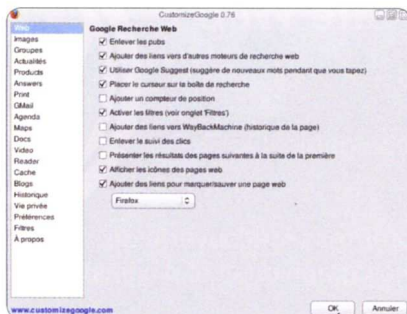 CustomizeGoogle 0.76
Web
Images
Groupes
Actualités
Products
Answers
Print
GMail
Agenda
Maps
Docs
Video
Reader
Cache
Blogs
Historique
Vie privée
Préférences
Filtres
À propos
Google Recherche Web
Enlever les pubs
Ajouter des liens vers d'autres moteurs de recherche web
Utiliser Google Suggest (suggère de nouveaux mots pendant que vous tapez)
Placer le curseur sur la boîte de recherche
Ajouter un compteur de position
Activer les filtres (voir onglet 'Filtres')
Ajouter des liens vers WayBackMachine (historique de la page)
Enlever le suivi des clics
Présenter les résultats des pages suivantes à la suite de la première
Afficher les icônes des pages web
Ajouter des liens pour marquer/sauver une page web
Firefox
www.customizegoogle.com
OK
Annuler